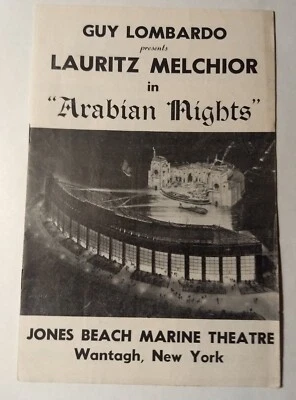 GUY LOMBARDO
presents
LAURITZ MELCHIOR
in
"Arabian Nights"
JONES BEACH MARINE THEATRE
Wantagh, New York